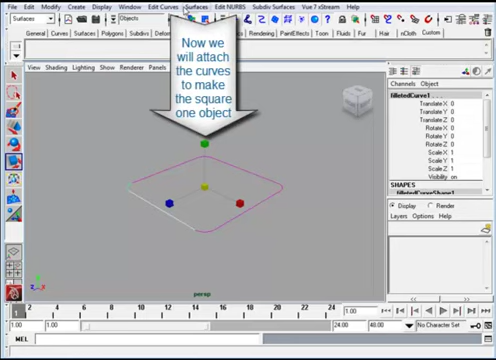 File Edit Modify Create Display Window Edit Curves Surfaces Edit NURBS Subdiv Surfaces Vue 7 xStream Help
Surfaces Objects
General Curves Surfaces Polygons Subdivs Rendering PaintEffects Toon Fluids Fur Hair nCloth Custom
Now we
will attach
the curves
to make
the square
one object
View Shading Lighting Show Renderer Panels
Channels Object
filletedCurve1
Translate X 0
Translate Y 0
Translate Z 0
Rotate X 0
Rotate Y 0
Rotate Z 0
Scale X 1
Scale Y 1
Scale Z 1
Visibility on
SHAPES
filletedCurveShape1
Display Render
Layers Options Help
persp
2 4 6 8 10 12 14 16 18 20 22 24 1.00
1.00 1.00 24.00 48.00 No Character Set
MEL